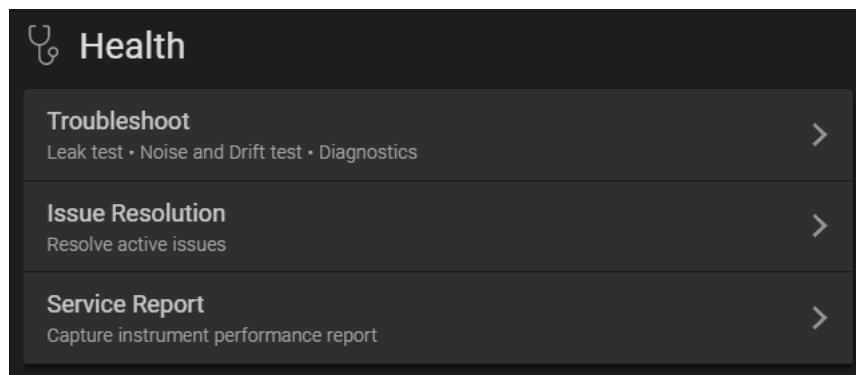 Health
Troubleshoot
Leak test • Noise and Drift test • Diagnostics
Issue Resolution
Resolve active issues
Service Report
Capture instrument performance report